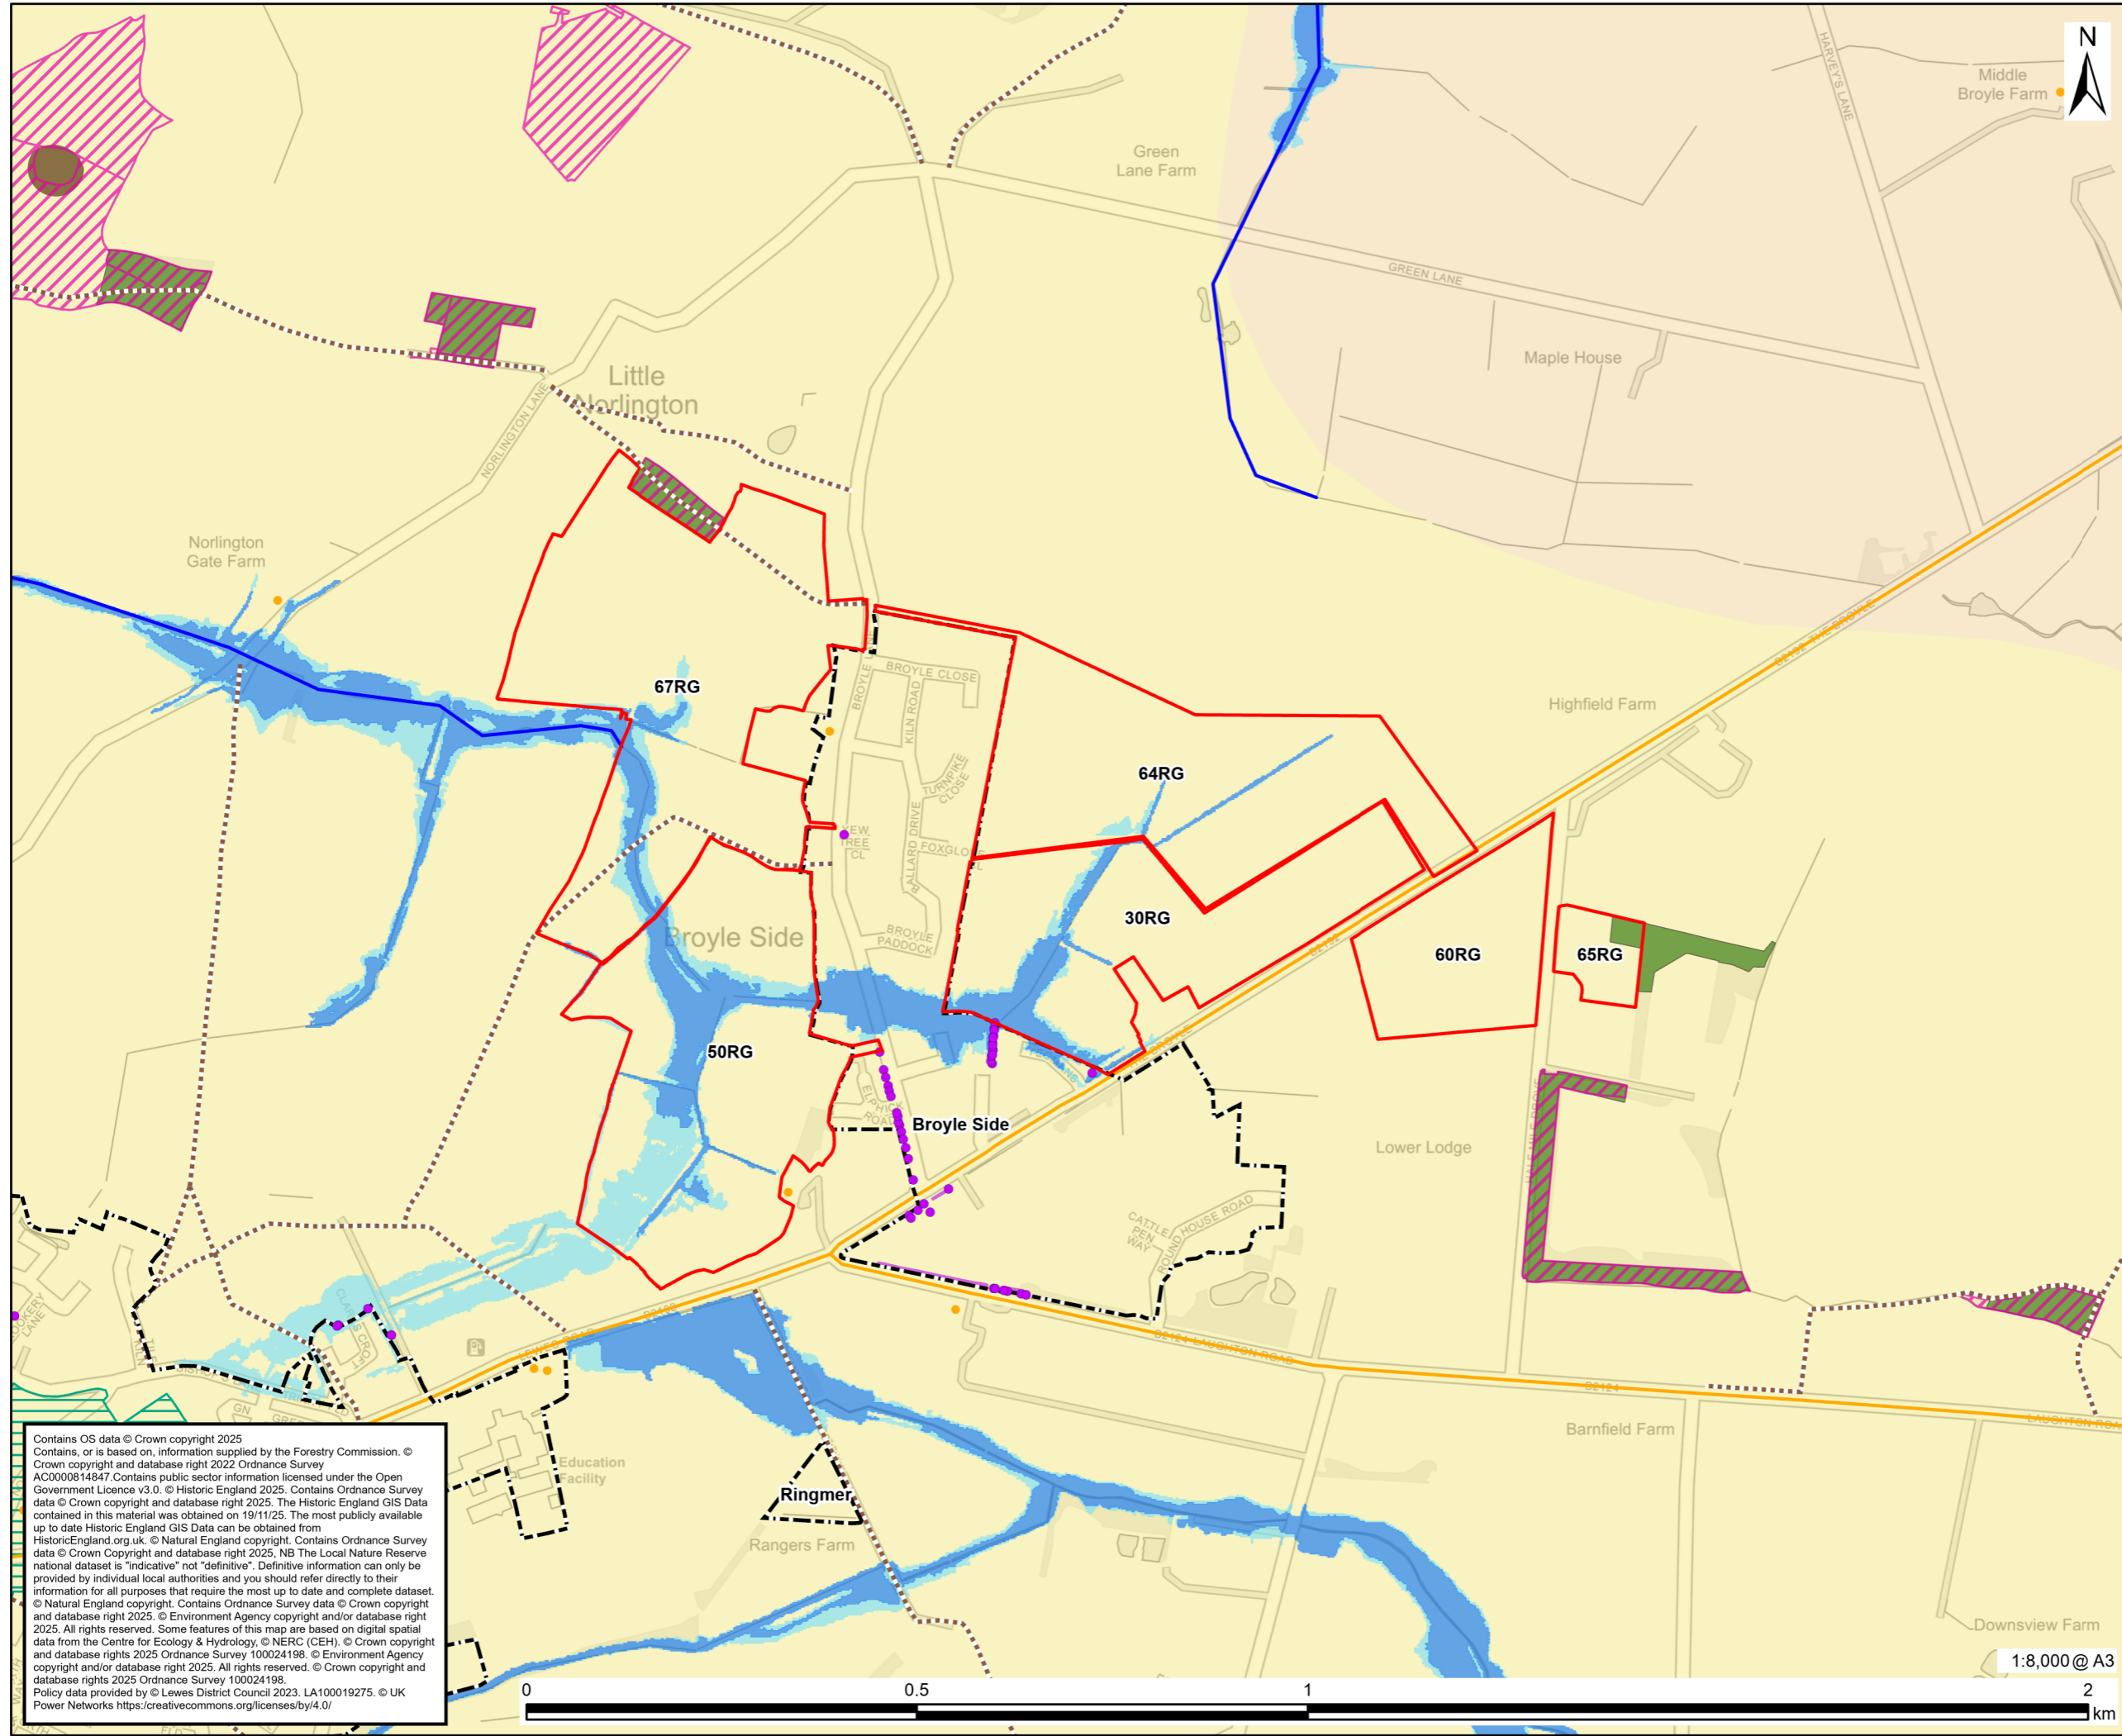 N
Middle
Broyle Farm
HARVEY'S LANE
Green
Lane Farm
GREEN LANE
Maple House
Little
Norlington
NORLINGTON LANE
Norlington
Gate Farm
B2192 THE BROYLE
Highfield Farm
67RG
BROYLE LANE
BROYLE CLOSE
KILN ROAD
TURNPIKE
CLOSE
64RG
YEW
TREE
CL
ALLARD DRIVE
30RG
B2192
60RG
65RG
Broyle Side
BROYLE
PADDOCK
50RG
ELPHICK
ROAD
Broyle Side
Lower Lodge
HALF MILE DROVE
CATTLE
PEN
WAY
ROUND HOUSE ROAD
B2124 LAUGHTON ROAD
B2124
LAUGHTON ROAD
Barnfield Farm
Education
Facility
Ringmer
Rangers Farm
Downsview Farm
Contains OS data © Crown copyright 2025
Contains, or is based on, information supplied by the Forestry Commission. ©
Crown copyright and database right 2022 Ordnance Survey
AC0000814847.Contains public sector information licensed under the Open
Government Licence v3.0. © Historic England 2025. Contains Ordnance Survey
data © Crown copyright and database right 2025. The Historic England GIS Data
contained in this material was obtained on 19/11/25. The most publicly available
up to date Historic England GIS Data can be obtained from
HistoricEngland.org.uk. © Natural England copyright. Contains Ordnance Survey
data © Crown Copyright and database right 2025, NB The Local Nature Reserve
national dataset is "indicative" not "definitive". Definitive information can only be
provided by individual local authorities and you should refer directly to their
information for all purposes that require the most up to date and complete dataset.
© Natural England copyright. Contains Ordnance Survey data © Crown copyright
and database right 2025. © Environment Agency copyright and/or database right
2025. All rights reserved. Some features of this map are based on digital spatial
data from the Centre for Ecology & Hydrology, © NERC (CEH). © Crown copyright
and database rights 2025 Ordnance Survey 100024198. © Environment Agency
copyright and/or database right 2025. All rights reserved. © Crown copyright and
database rights 2025 Ordnance Survey 100024198.
Policy data provided by © Lewes District Council 2023. LA100019275. © UK
Power Networks https:/creativecommons.org/licenses/by/4.0/
1:8,000 @ A3
0
0.5
1
2
km